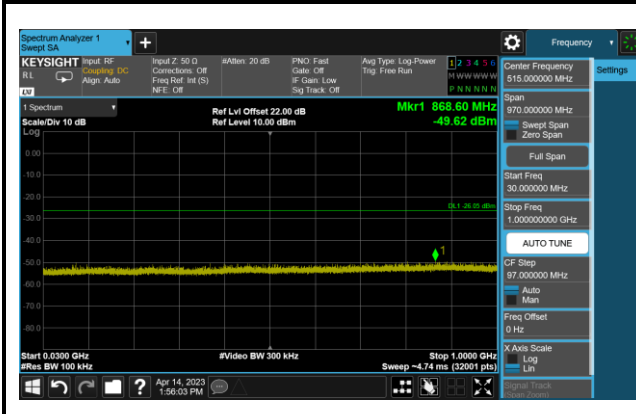 Spectrum Analyzer 1
Swept SA
+
Frequency
KEYSIGHT
RL
LXI
Input: RF
Coupling: DC
Align: Auto
Input Z: 50 Ω
Corrections: Off
Freq Ref: Int (S)
NFE: Off
#Atten: 20 dB
PNO: Fast
Gate: Off
IF Gain: Low
Sig Track: Off
Avg Type: Log-Power
Trig: Free Run
1 2 3 4 5 6
M W W W W W
P N N N N N
1 Spectrum
Scale/Div 10 dB
Log
Ref Lvl Offset 22.00 dB
Ref Level 10.00 dBm
Mkr1 868.60 MHz
-49.62 dBm
0.00
-10.0
-20.0
-30.0
-40.0
-50.0
-60.0
-70.0
-80.0
DL1 -26.05 dBm
1
Start 0.0300 GHz
#Res BW 100 kHz
#Video BW 300 kHz
Stop 1.0000 GHz
Sweep ~4.74 ms (32001 pts)
Apr 14, 2023
1:56:03 PM
?
Center Frequency
515.000000 MHz
Span
970.000000 MHz
Swept Span
Zero Span
Full Span
Start Freq
30.000000 MHz
Stop Freq
1.000000000 GHz
AUTO TUNE
CF Step
97.000000 MHz
Auto
Man
Freq Offset
0 Hz
X Axis Scale
Log
Lin
Signal Track
(Span Zoom)
Settings